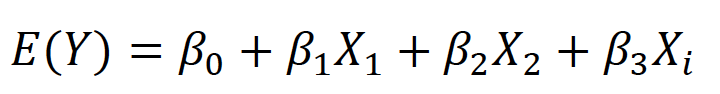 E(Y) = β₀ + β₁X₁ + β₂X₂ + β₃Xᵢ